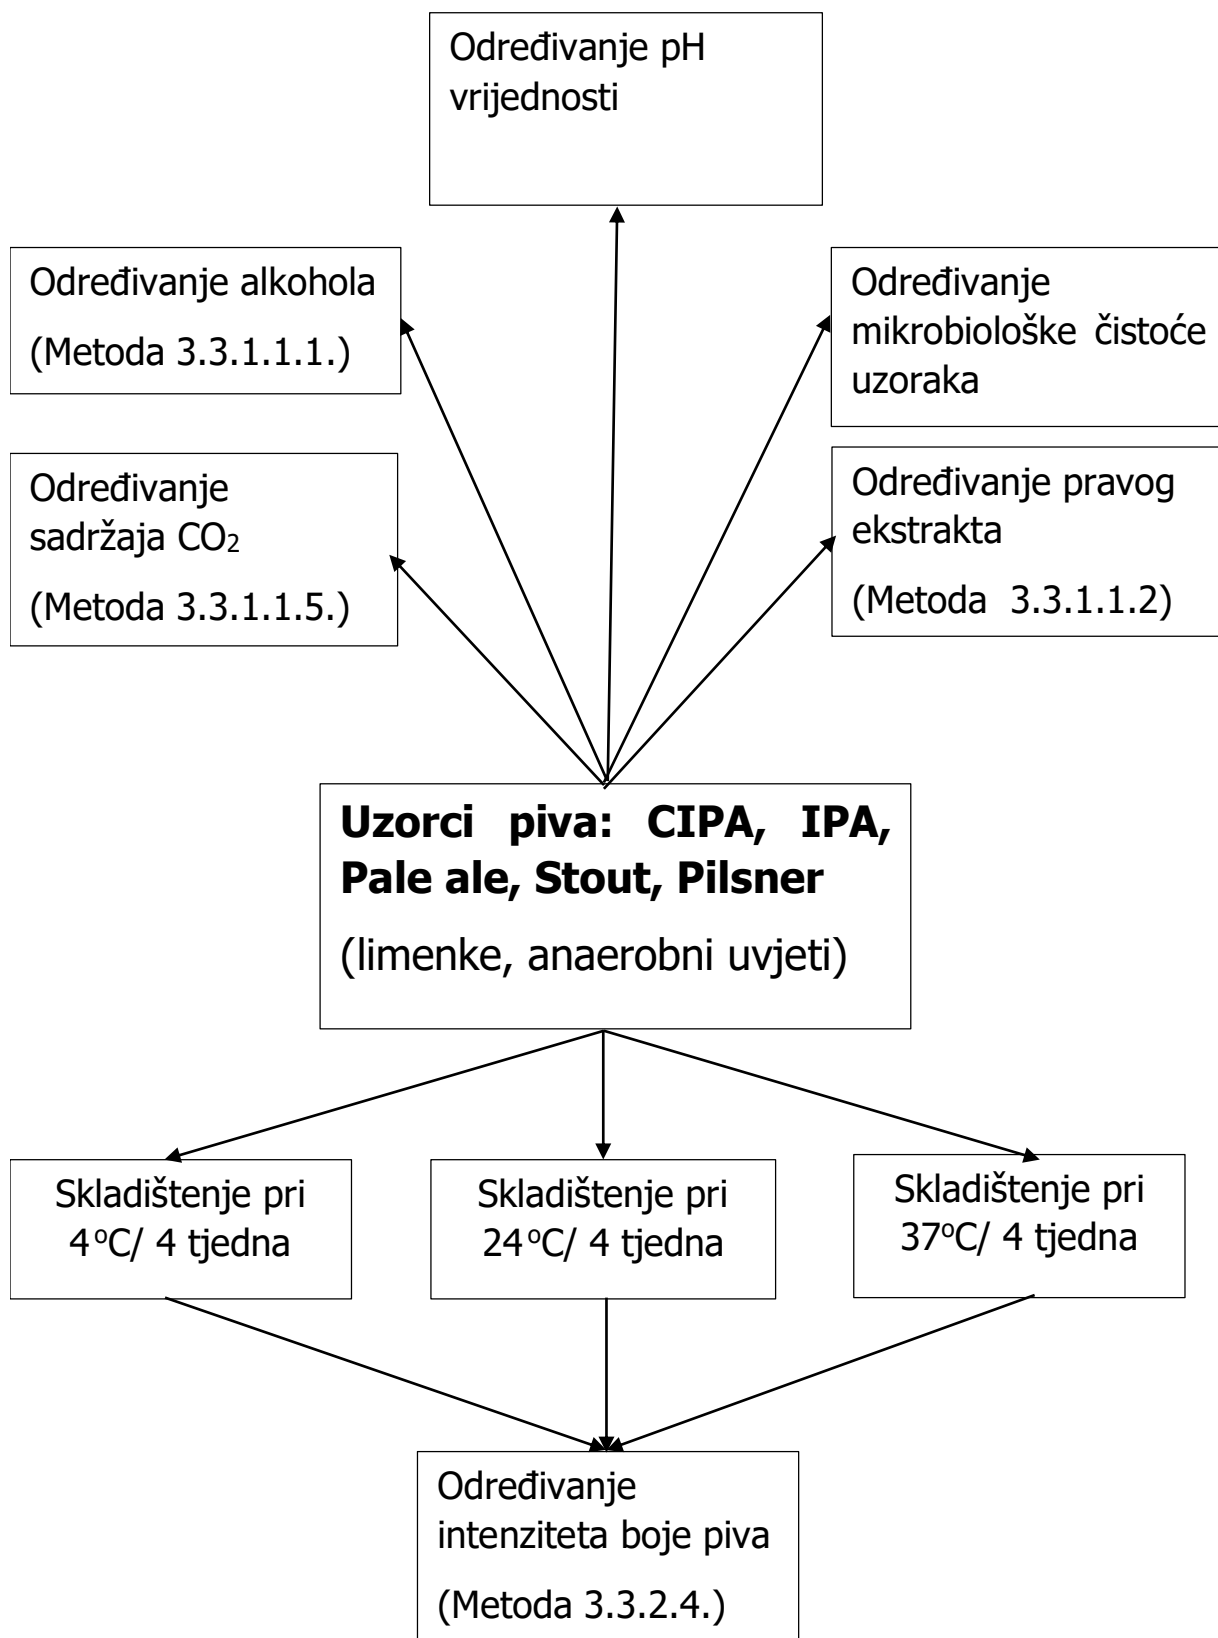 Određivanje pH
vrijednosti
Određivanje alkohola
(Metoda 3.3.1.1.1.)
Određivanje
mikrobiološke čistoće
uzoraka
Određivanje
sadržaja CO₂
(Metoda 3.3.1.1.5.)
Određivanje pravog
ekstrakta
(Metoda 3.3.1.1.2)
Uzorci piva: CIPA, IPA,
Pale ale, Stout, Pilsner
(limenke, anaerobni uvjeti)
Skladištenje pri
4°C/ 4 tjedna
Skladištenje pri
24°C/ 4 tjedna
Skladištenje pri
37°C/ 4 tjedna
Određivanje
intenziteta boje piva
(Metoda 3.3.2.4.)